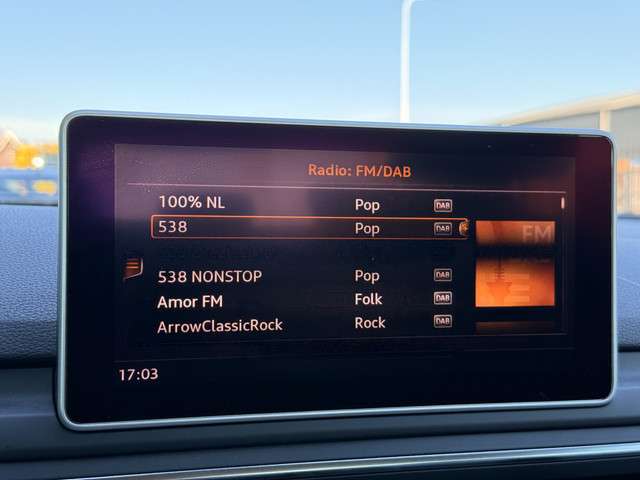 Radio: FM/DAB
100% NL Pop DAB
538 Pop DAB
538 NONSTOP Pop DAB
Amor FM Folk DAB
ArrowClassicRock Rock DAB
FM
17:03